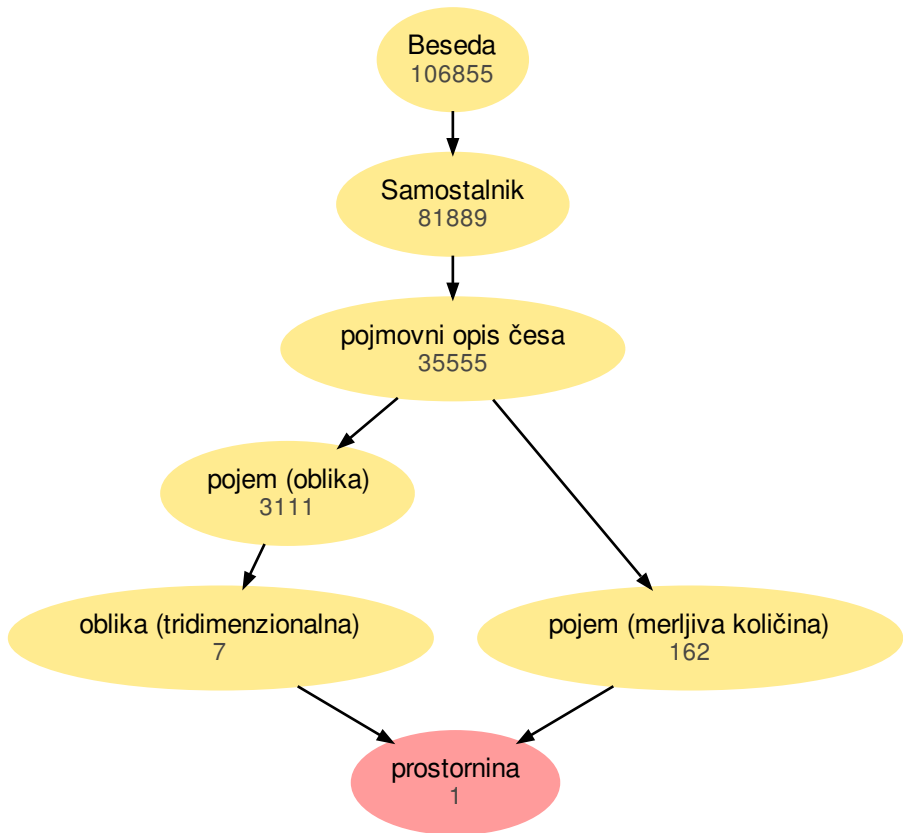 Beseda
106855
Samostalnik
81889
pojmovni opis česa
35555
pojem (oblika)
3111
oblika (tridimenzionalna)
7
pojem (merljiva količina)
162
prostornina
1